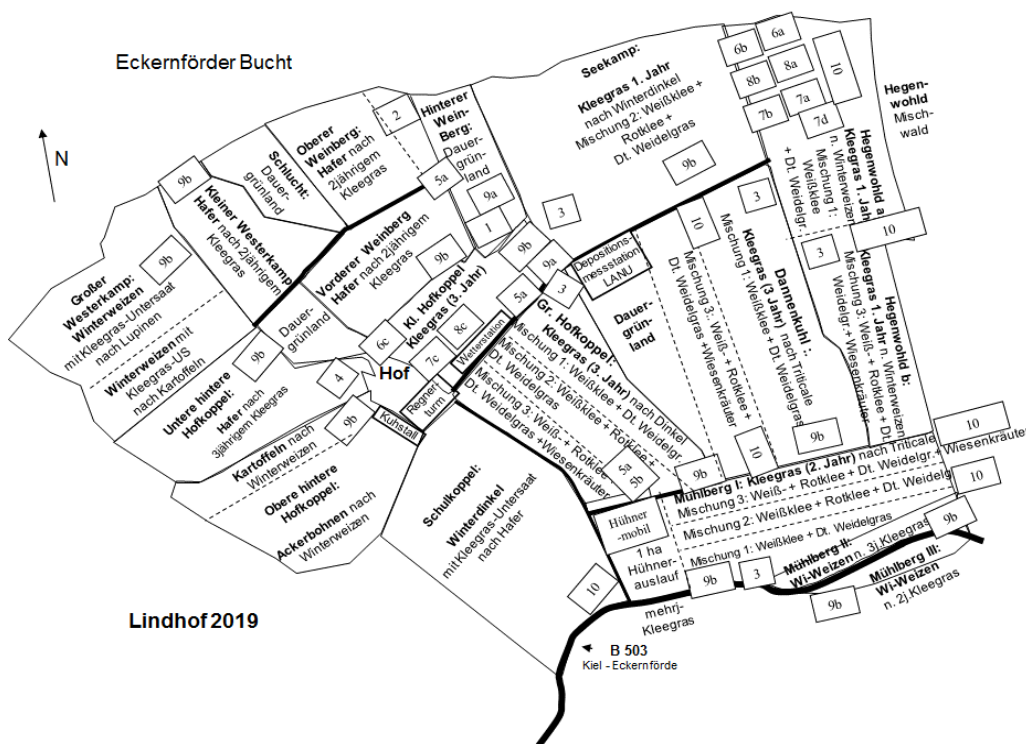 Eckernförder Bucht
N
Lindhof 2019
B 503
Kiel - Eckernförde
Hegen-
wohld
Misch-
wald
Seekamp:
Kleegras 1. Jahr
nach Winterdinkel
Mischung 2: Weißklee +
Rotklee +
Dt. Weidelgras
9b
3
6b
6a
8b
8a
7b
7a
7d
10
Hegenwohld a:
Kleegras 1. Jahr
n. Winterweizen
Mischung 1:
Weißklee
+ Dt. Weidelgr.
10
3
Hegenwohld b:
Kleegras 1. Jahr
n. Winterweizen
Mischung 3: Weiß- + Rotklee + Dt.
Weidelgr + Wiesenkräuter
Hinterer
Wein-
Berg:
Dauer-
grün-
land
9a
1
5a
2
Oberer
Weinberg:
Hafer nach
2jährigem
Kleegras
Schlucht:
Dauer-
grünland
9b
Kleiner Westerkamp
Hafer nach 2jährigem
Kleegras
9b
Großer
Westerkamp:
Winterweizen
mit Kleegras-Untersaat
nach Lupinen
Winterweizen mit
Kleegras-US
nach Kartoffeln
Vorderer Weinberg
Hafer nach 2jährigem
Kleegras
9b
Dauer-
grünland
Untere hintere
Hofkoppel:
Hafer nach
3jährigem Kleegras
9b
4
6c
Hof
Kl. Hofkoppel:
Kleegras (3. Jahr)
8c
7c
Wetterstation
Regner-
turm
Kuhstall
9b
9a
5a
3
Depositions-
messstation
LANU
Dauer-
grün-
land
Gr. Hofkoppel:
Kleegras (3. Jahr) nach Dinkel
Mischung 1: Weißklee + Dt. Weidelgr.
Mischung 2: Weißklee + Rotklee +
Dt. Weidelgras
Mischung 3: Weiß- + Rotklee
Dt. Weidelgras +Wiesenkräuter
5a
5b
10
3
Dannenkuhl :
Kleegras (3 Jahr) nach Triticale
Mischung 1: Weißklee + Dt. Weidelgras
Mischung 3: Weiß- + Rotklee +
Dt. Weidelgras +Wiesenkräuter
10
9b
Kartoffeln nach
Winterweizen
9b
Obere hintere
Hofkoppel:
Ackerbohnen nach
Winterweizen
Schulkoppel:
Winterdinkel
mit Kleegras-Untersaat
nach Hafer
10
Hühner
-mobil
1 ha
Hühner-
auslauf
mehrj-
Kleegras
9b
Mühlberg I: Kleegras (2. Jahr) nach Triticale
Mischung 3: Weiß- + Rotklee + Dt. Weidelgr.+ Wiesenkräuter
Mischung 2: Weißklee + Rotklee + Dt. Weidelg
Mischung 1: Weißklee + Dt. Weidelgras
10
10
9b
3
Mühlberg II:
Wi-Weizen n. 3j.Kleegras
9b
Mühlberg III:
Wi-Weizen
n. 2j.Kleegras
9b